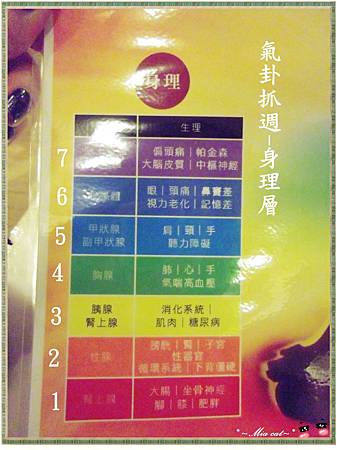 氣卦抓週–身理層
身理
生理
7
偏頭痛｜帕金森
大腦皮質｜中樞神經
6
眼｜頭痛｜鼻竇差
視力老化｜記憶差
5
甲狀腺
副甲狀腺
肩｜頸｜手
聽力障礙
4
胸腺
肺｜心｜手
氣喘高血壓
3
胰腺
腎上腺
消化系統｜
肌肉｜糖尿病
2
性腺
膀胱｜腎｜子宮
性器官
循環系統｜下背僵硬
1
腎上腺
大腸｜坐骨神經
腳｜膝｜肥胖
~Mia cat~